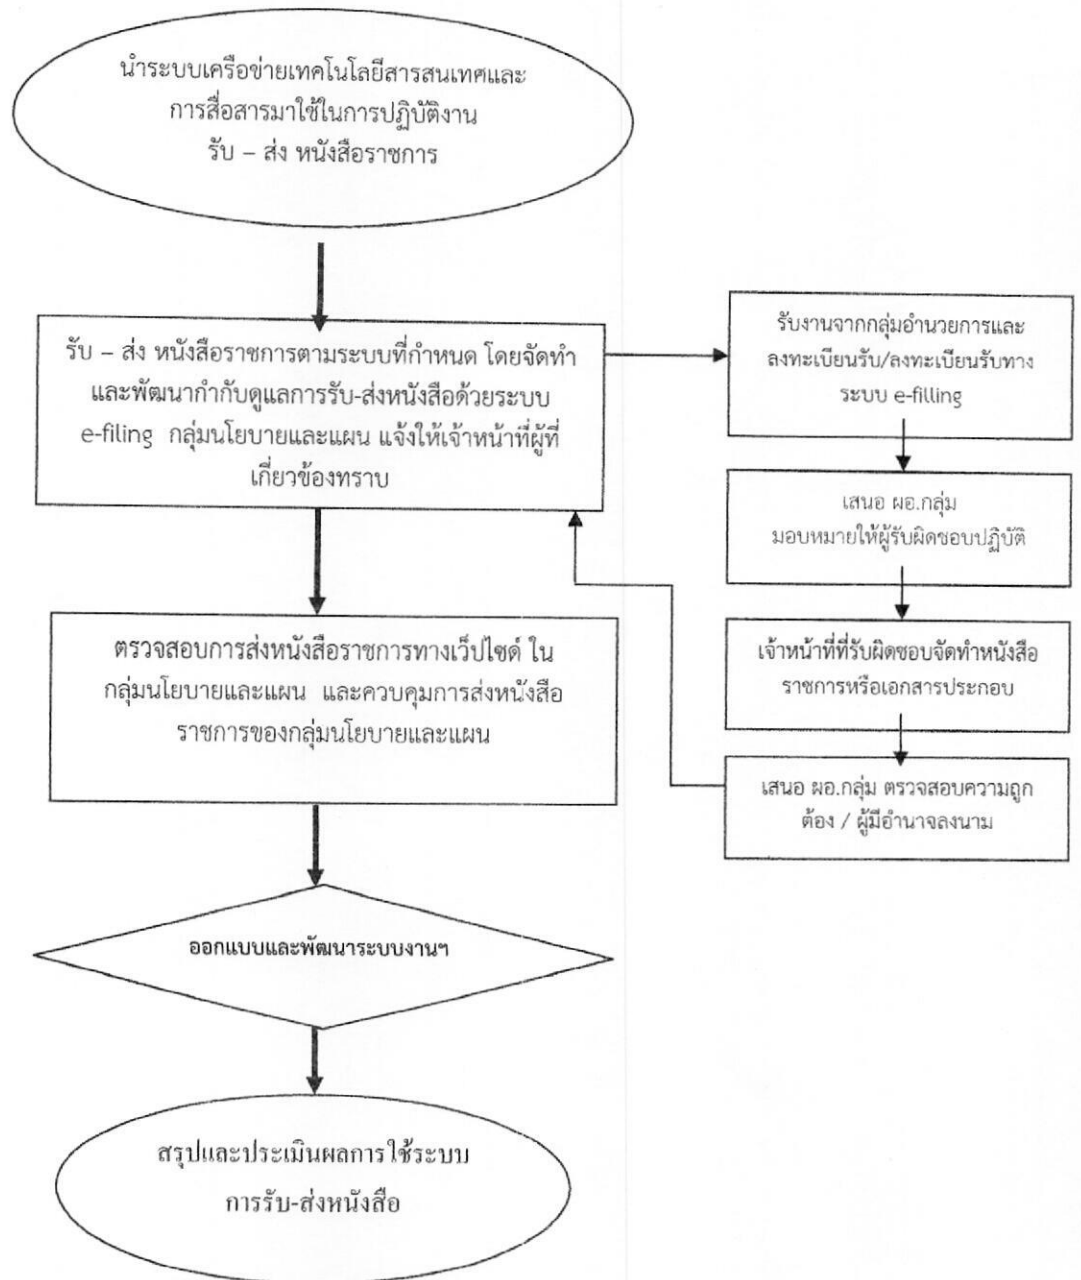 นำระบบเครือข่ายเทคโนโลยีสารสนเทศและ
การสื่อสารมาใช้ในการปฏิบัติงาน
รับ – ส่ง หนังสือราชการ
รับ – ส่ง หนังสือราชการตามระบบที่กำหนด โดยจัดทำ
และพัฒนากำกับดูแลการรับ-ส่งหนังสือด้วยระบบ
e-filing กลุ่มนโยบายและแผน แจ้งให้เจ้าหน้าที่ผู้ที่
เกี่ยวข้องทราบ
รับงานจากกลุ่มอำนวยการและ
ลงทะเบียนรับ/ลงทะเบียนรับทาง
ระบบ e-filling
เสนอ ผอ.กลุ่ม
มอบหมายให้ผู้รับผิดชอบปฏิบัติ
เจ้าหน้าที่ที่รับผิดชอบจัดทำหนังสือ
ราชการหรือเอกสารประกอบ
เสนอ ผอ.กลุ่ม ตรวจสอบความถูก
ต้อง / ผู้มีอำนาจลงนาม
ตรวจสอบการส่งหนังสือราชการทางเว็ปไซด์ ใน
กลุ่มนโยบายและแผน และควบคุมการส่งหนังสือ
ราชการของกลุ่มนโยบายและแผน
ออกแบบและพัฒนาระบบงานฯ
สรุปและประเมินผลการใช้ระบบ
การรับ-ส่งหนังสือ